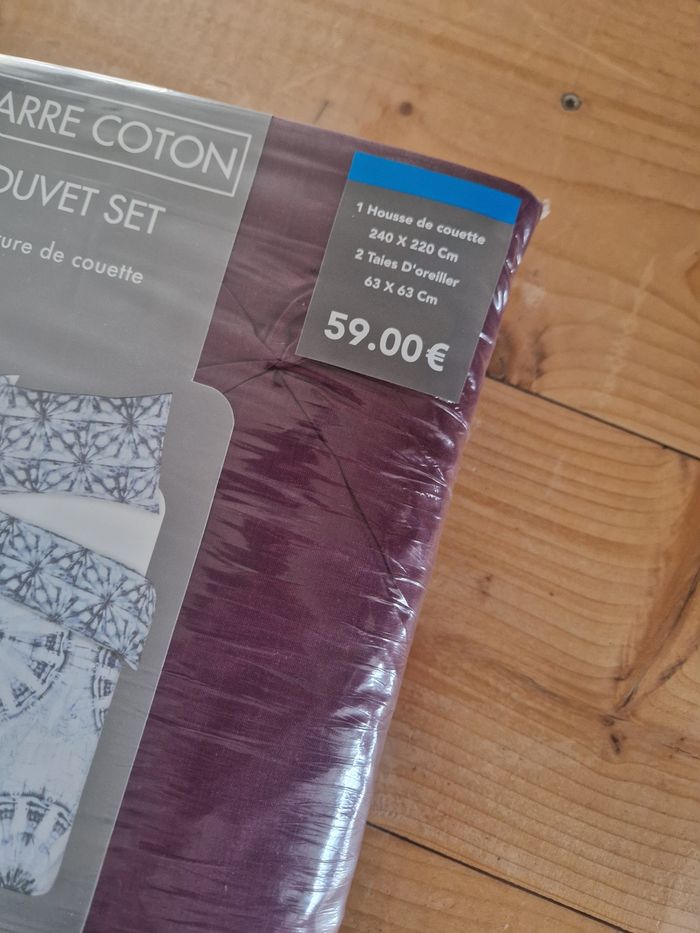 ARRE COTON
DUVET SET
ure de couette
1 Housse de couette
240 X 220 Cm
2 Taies D'oreiller
63 X 63 Cm
59.00€